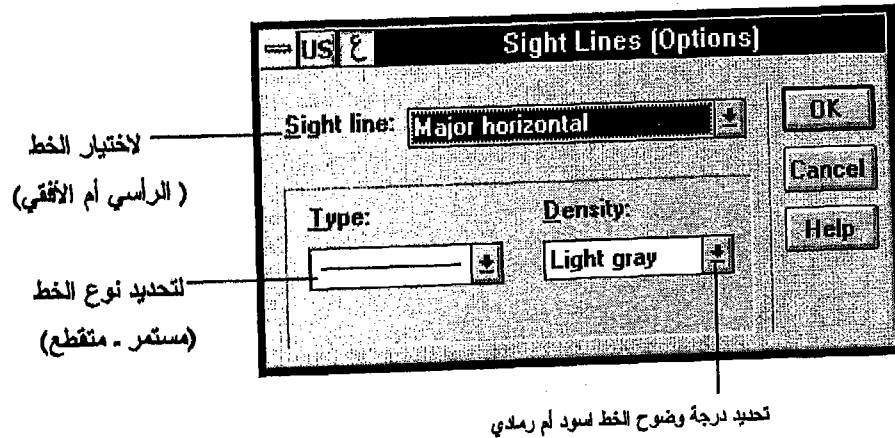 US ع Sight Lines (Options)
Sight line: Major horizontal
OK
Cancel
Help
Type:
Density:
Light gray
لاختيار الخط
( الرأسي أم الأفقي)
لتحديد نوع الخط
(مستمر - متقطع)
تحديد درجة وضوح الخط اسود أم رمادي